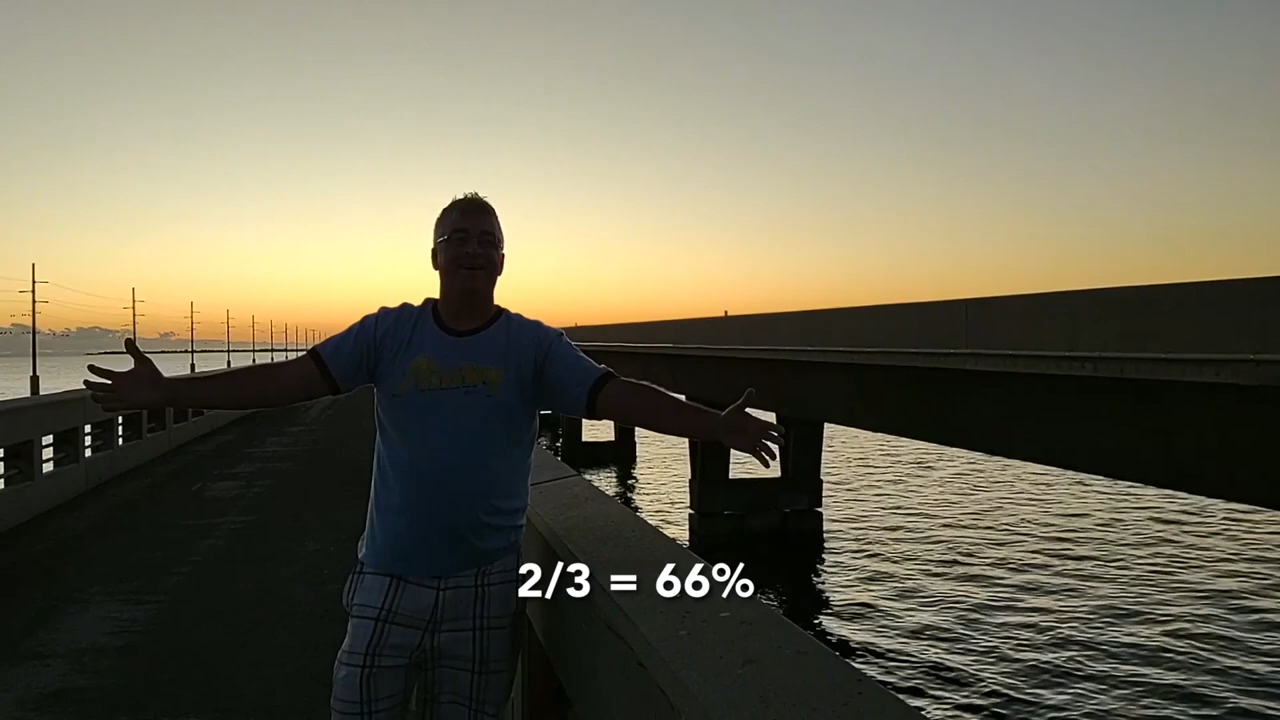 2/3 = 66%